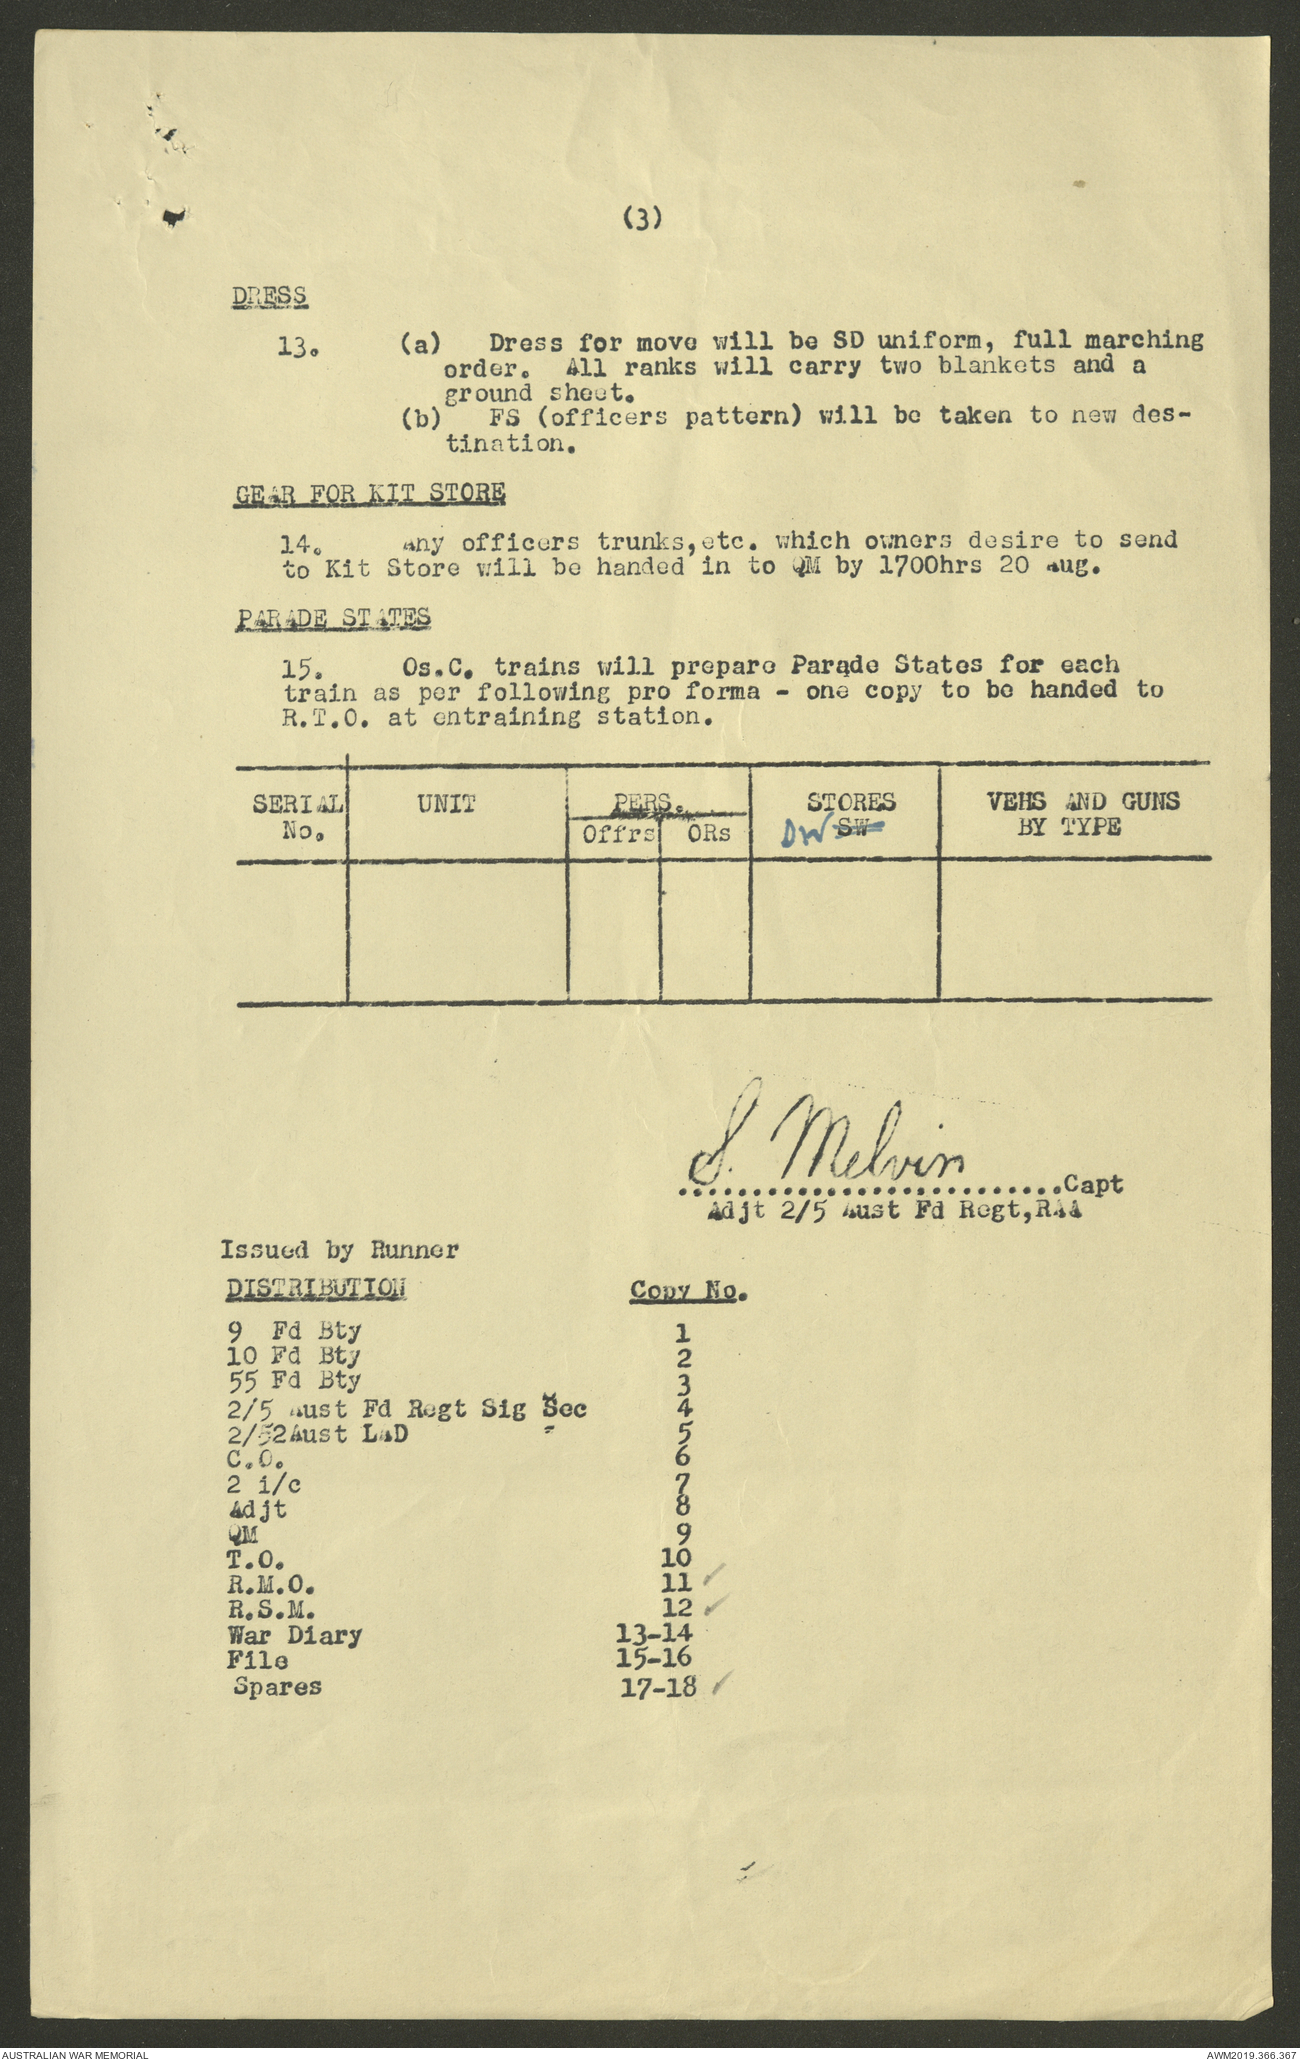 (3)
DRESS
13. (a) Dress for move will be SD uniform, full marching
order. All ranks will carry two blankets and a
ground sheet.
(b) FS (officers pattern) will be taken to new des-
tination.
GEAR FOR KIT STORE
14. Any officers trunks,etc. which owners desire to send
to Kit Store will be handed in to QM by 1700hrs 20 Aug.
PARADE STATES
15. Os.C. trains will prepare Parade States for each
train as per following pro forma - one copy to be handed to
R.T.O. at entraining station.
SERIAL UNIT PERS. STORES VEHS AND GUNS
No. Offrs ORs DW SW BY TYPE
S. Melvin
..........................Capt
Adjt 2/5 Aust Fd Regt,RAA
Issued by Runner
DISTRIBUTION Copy No.
9 Fd Bty 1
10 Fd Bty 2
55 Fd Bty 3
2/5 Aust Fd Regt Sig Sec 4
2/52Aust LAD 5
C.O. 6
2 i/c 7
Adjt 8
QM 9
T.O. 10
R.M.O. 11 ✓
R.S.M. 12 ✓
War Diary 13-14
File 15-16
Spares 17-18 ✓
AUSTRALIAN WAR MEMORIAL AWM2019.366.367